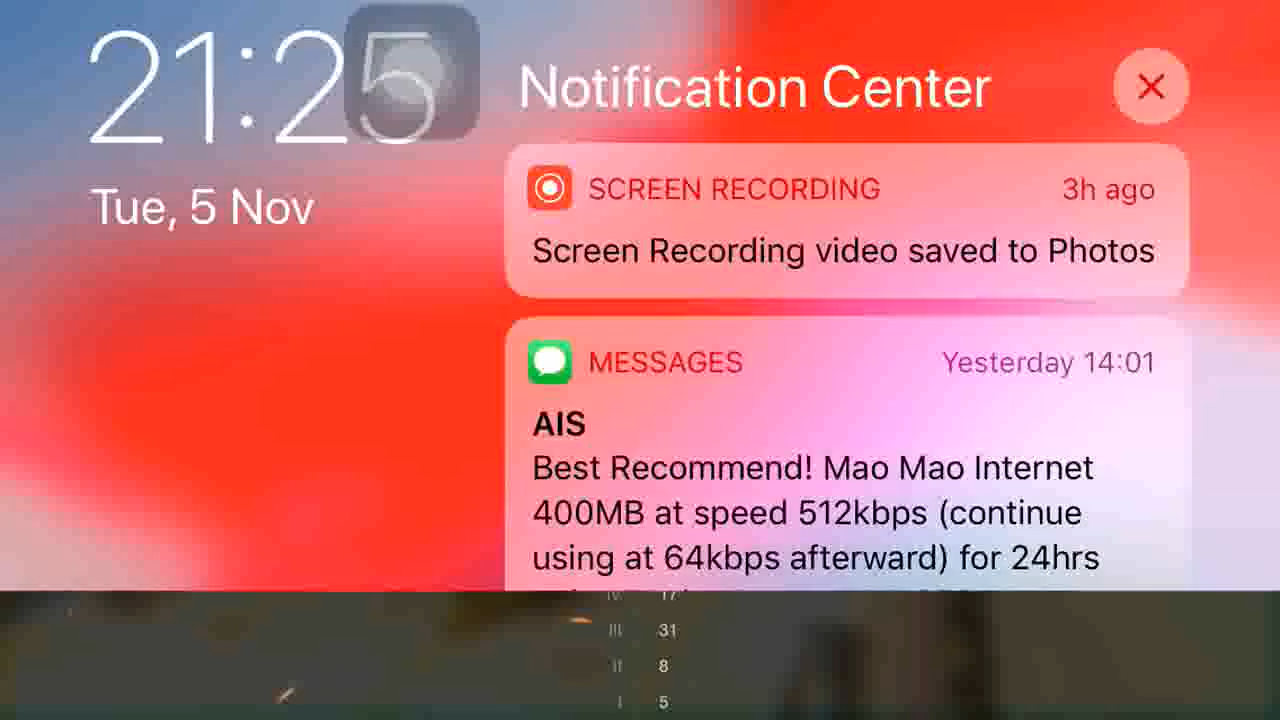 21:25
Tue, 5 Nov
Notification Center
SCREEN RECORDING 3h ago
Screen Recording video saved to Photos
MESSAGES Yesterday 14:01
AIS
Best Recommend! Mao Mao Internet
400MB at speed 512kbps (continue
using at 64kbps afterward) for 24hrs
IV 17
III 31
II 8
I 5